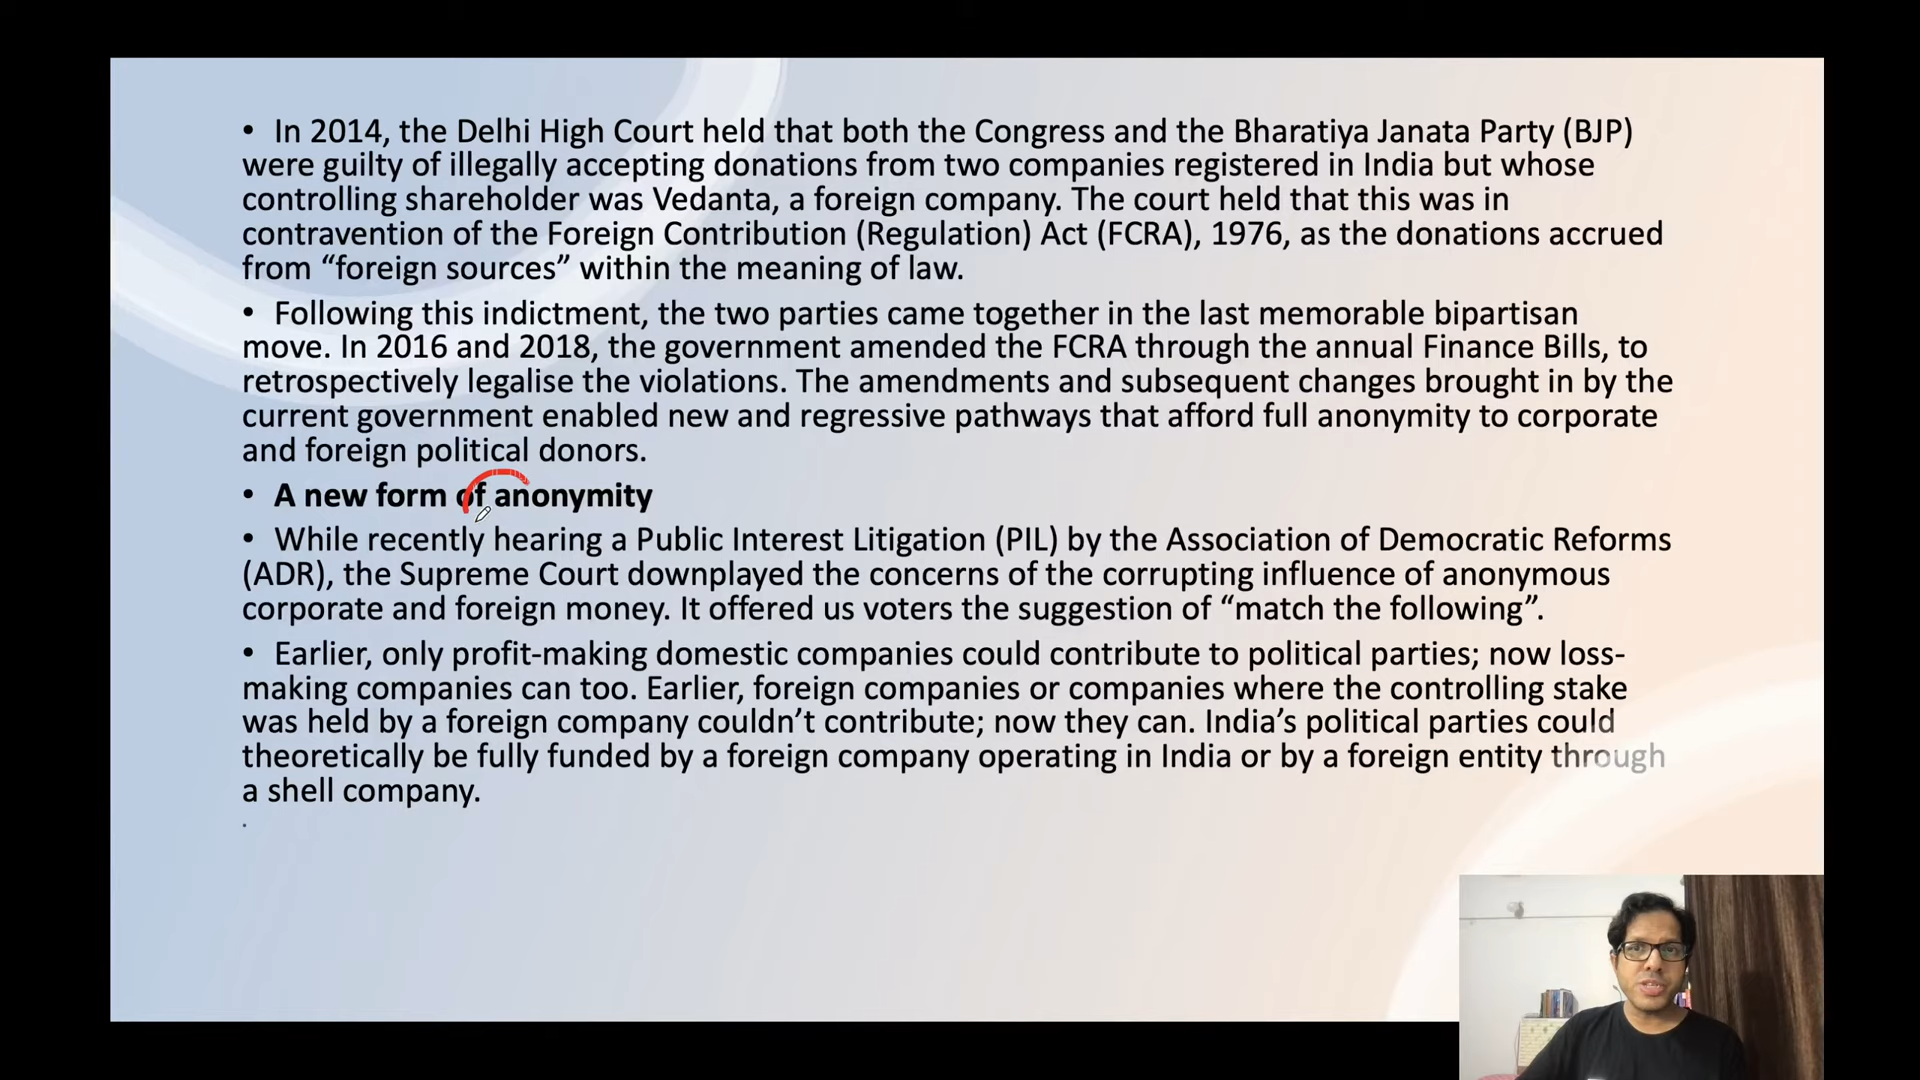 • In 2014, the Delhi High Court held that both the Congress and the Bharatiya Janata Party (BJP)
were guilty of illegally accepting donations from two companies registered in India but whose
controlling shareholder was Vedanta, a foreign company. The court held that this was in
contravention of the Foreign Contribution (Regulation) Act (FCRA), 1976, as the donations accrued
from “foreign sources” within the meaning of law.
• Following this indictment, the two parties came together in the last memorable bipartisan
move. In 2016 and 2018, the government amended the FCRA through the annual Finance Bills, to
retrospectively legalise the violations. The amendments and subsequent changes brought in by the
current government enabled new and regressive pathways that afford full anonymity to corporate
and foreign political donors.
• A new form of anonymity
• While recently hearing a Public Interest Litigation (PIL) by the Association of Democratic Reforms
(ADR), the Supreme Court downplayed the concerns of the corrupting influence of anonymous
corporate and foreign money. It offered us voters the suggestion of “match the following”.
• Earlier, only profit-making domestic companies could contribute to political parties; now loss-
making companies can too. Earlier, foreign companies or companies where the controlling stake
was held by a foreign company couldn’t contribute; now they can. India’s political parties could
theoretically be fully funded by a foreign company operating in India or by a foreign entity through
a shell company.